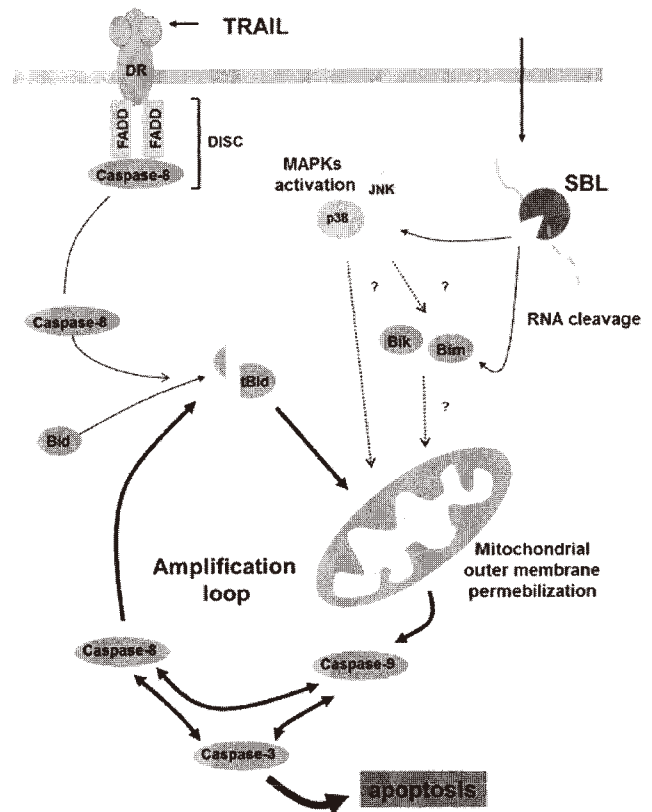 TRAIL
DR
FADD
FADD
DISC
Caspase-8
MAPKs
activation
JNK
p38
SBL
?
?
RNA cleavage
Caspase-8
Blk
Bim
tBid
?
Bid
Amplification
loop
Mitochondrial
outer membrane
permebilization
Caspase-8
Caspase-9
Caspase-3
apoptosis